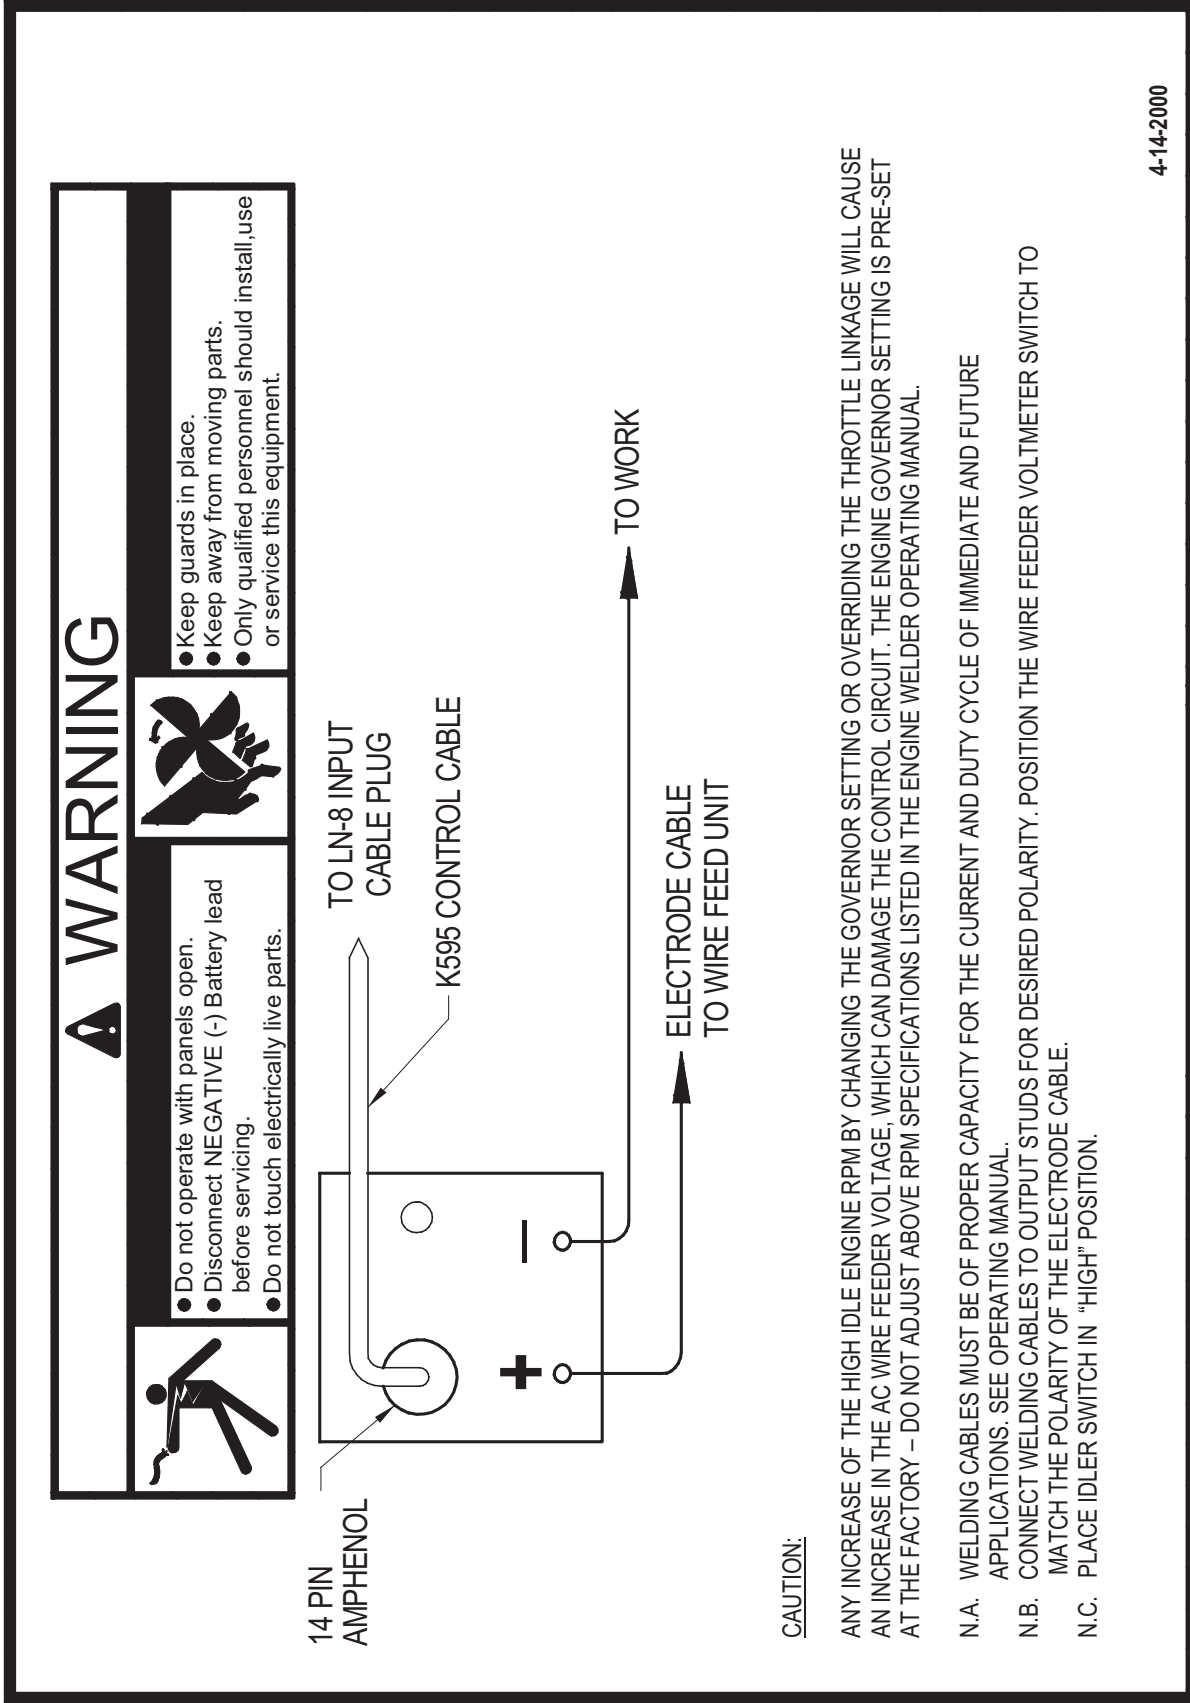 WARNING
● Do not operate with panels open.
● Disconnect NEGATIVE (-) Battery lead
before servicing.
● Do not touch electrically live parts.
● Keep guards in place.
● Keep away from moving parts.
● Only qualified personnel should install,use
or service this equipment.
14 PIN
AMPHENOL
TO LN-8 INPUT
CABLE PLUG
K595 CONTROL CABLE
+
–
TO WORK
ELECTRODE CABLE
TO WIRE FEED UNIT
CAUTION:
ANY INCREASE OF THE HIGH IDLE ENGINE RPM BY CHANGING THE GOVERNOR SETTING OR OVERRIDING THE THROTTLE LINKAGE WILL CAUSE
AN INCREASE IN THE AC WIRE FEEDER VOLTAGE, WHICH CAN DAMAGE THE CONTROL CIRCUIT. THE ENGINE GOVERNOR SETTING IS PRE-SET
AT THE FACTORY – DO NOT ADJUST ABOVE RPM SPECIFICATIONS LISTED IN THE ENGINE WELDER OPERATING MANUAL.
N.A. WELDING CABLES MUST BE OF PROPER CAPACITY FOR THE CURRENT AND DUTY CYCLE OF IMMEDIATE AND FUTURE
APPLICATIONS. SEE OPERATING MANUAL.
N.B. CONNECT WELDING CABLES TO OUTPUT STUDS FOR DESIRED POLARITY. POSITION THE WIRE FEEDER VOLTMETER SWITCH TO
MATCH THE POLARITY OF THE ELECTRODE CABLE.
N.C. PLACE IDLER SWITCH IN “HIGH” POSITION.
4-14-2000